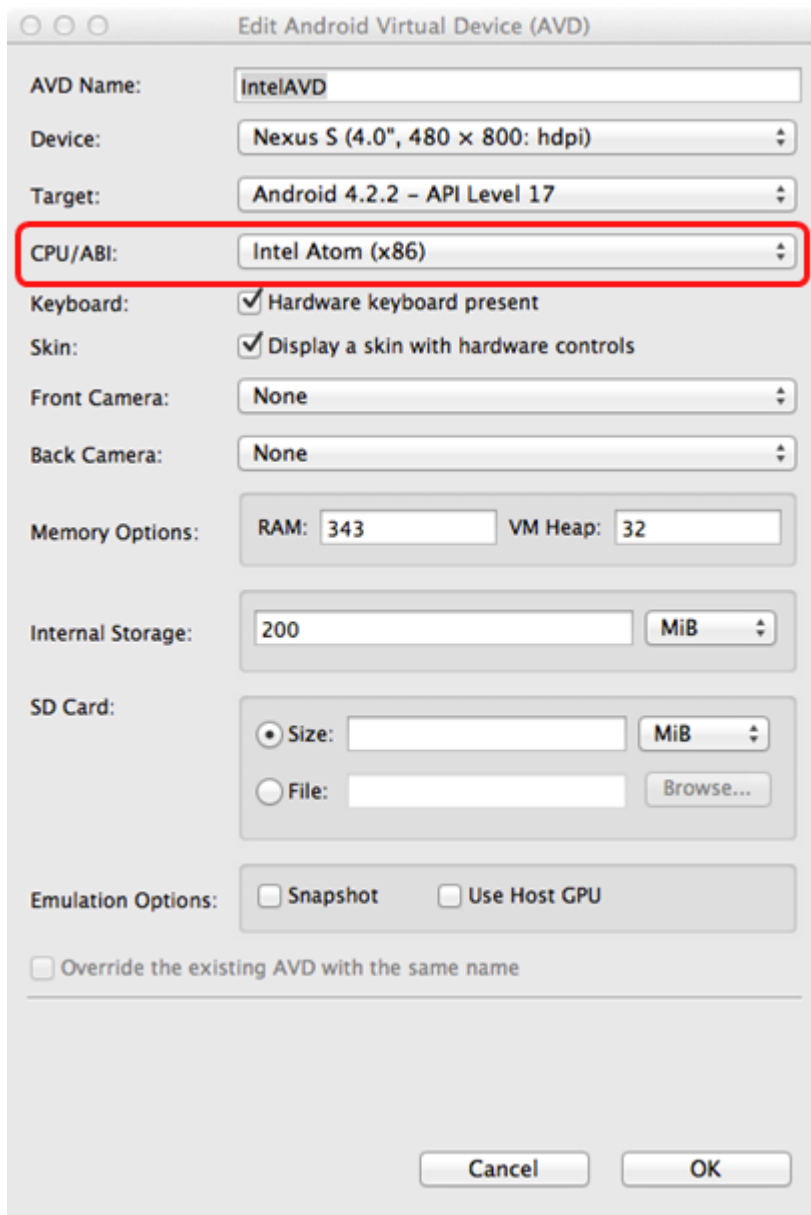 Edit Android Virtual Device (AVD)
AVD Name: IntelAVD
Device: Nexus S (4.0", 480 × 800: hdpi)
Target: Android 4.2.2 – API Level 17
CPU/ABI: Intel Atom (x86)
Keyboard: Hardware keyboard present
Skin: Display a skin with hardware controls
Front Camera: None
Back Camera: None
Memory Options: RAM: 343 VM Heap: 32
Internal Storage: 200 MiB
SD Card:
Size: MiB
File: Browse...
Emulation Options: Snapshot Use Host GPU
Override the existing AVD with the same name
Cancel OK